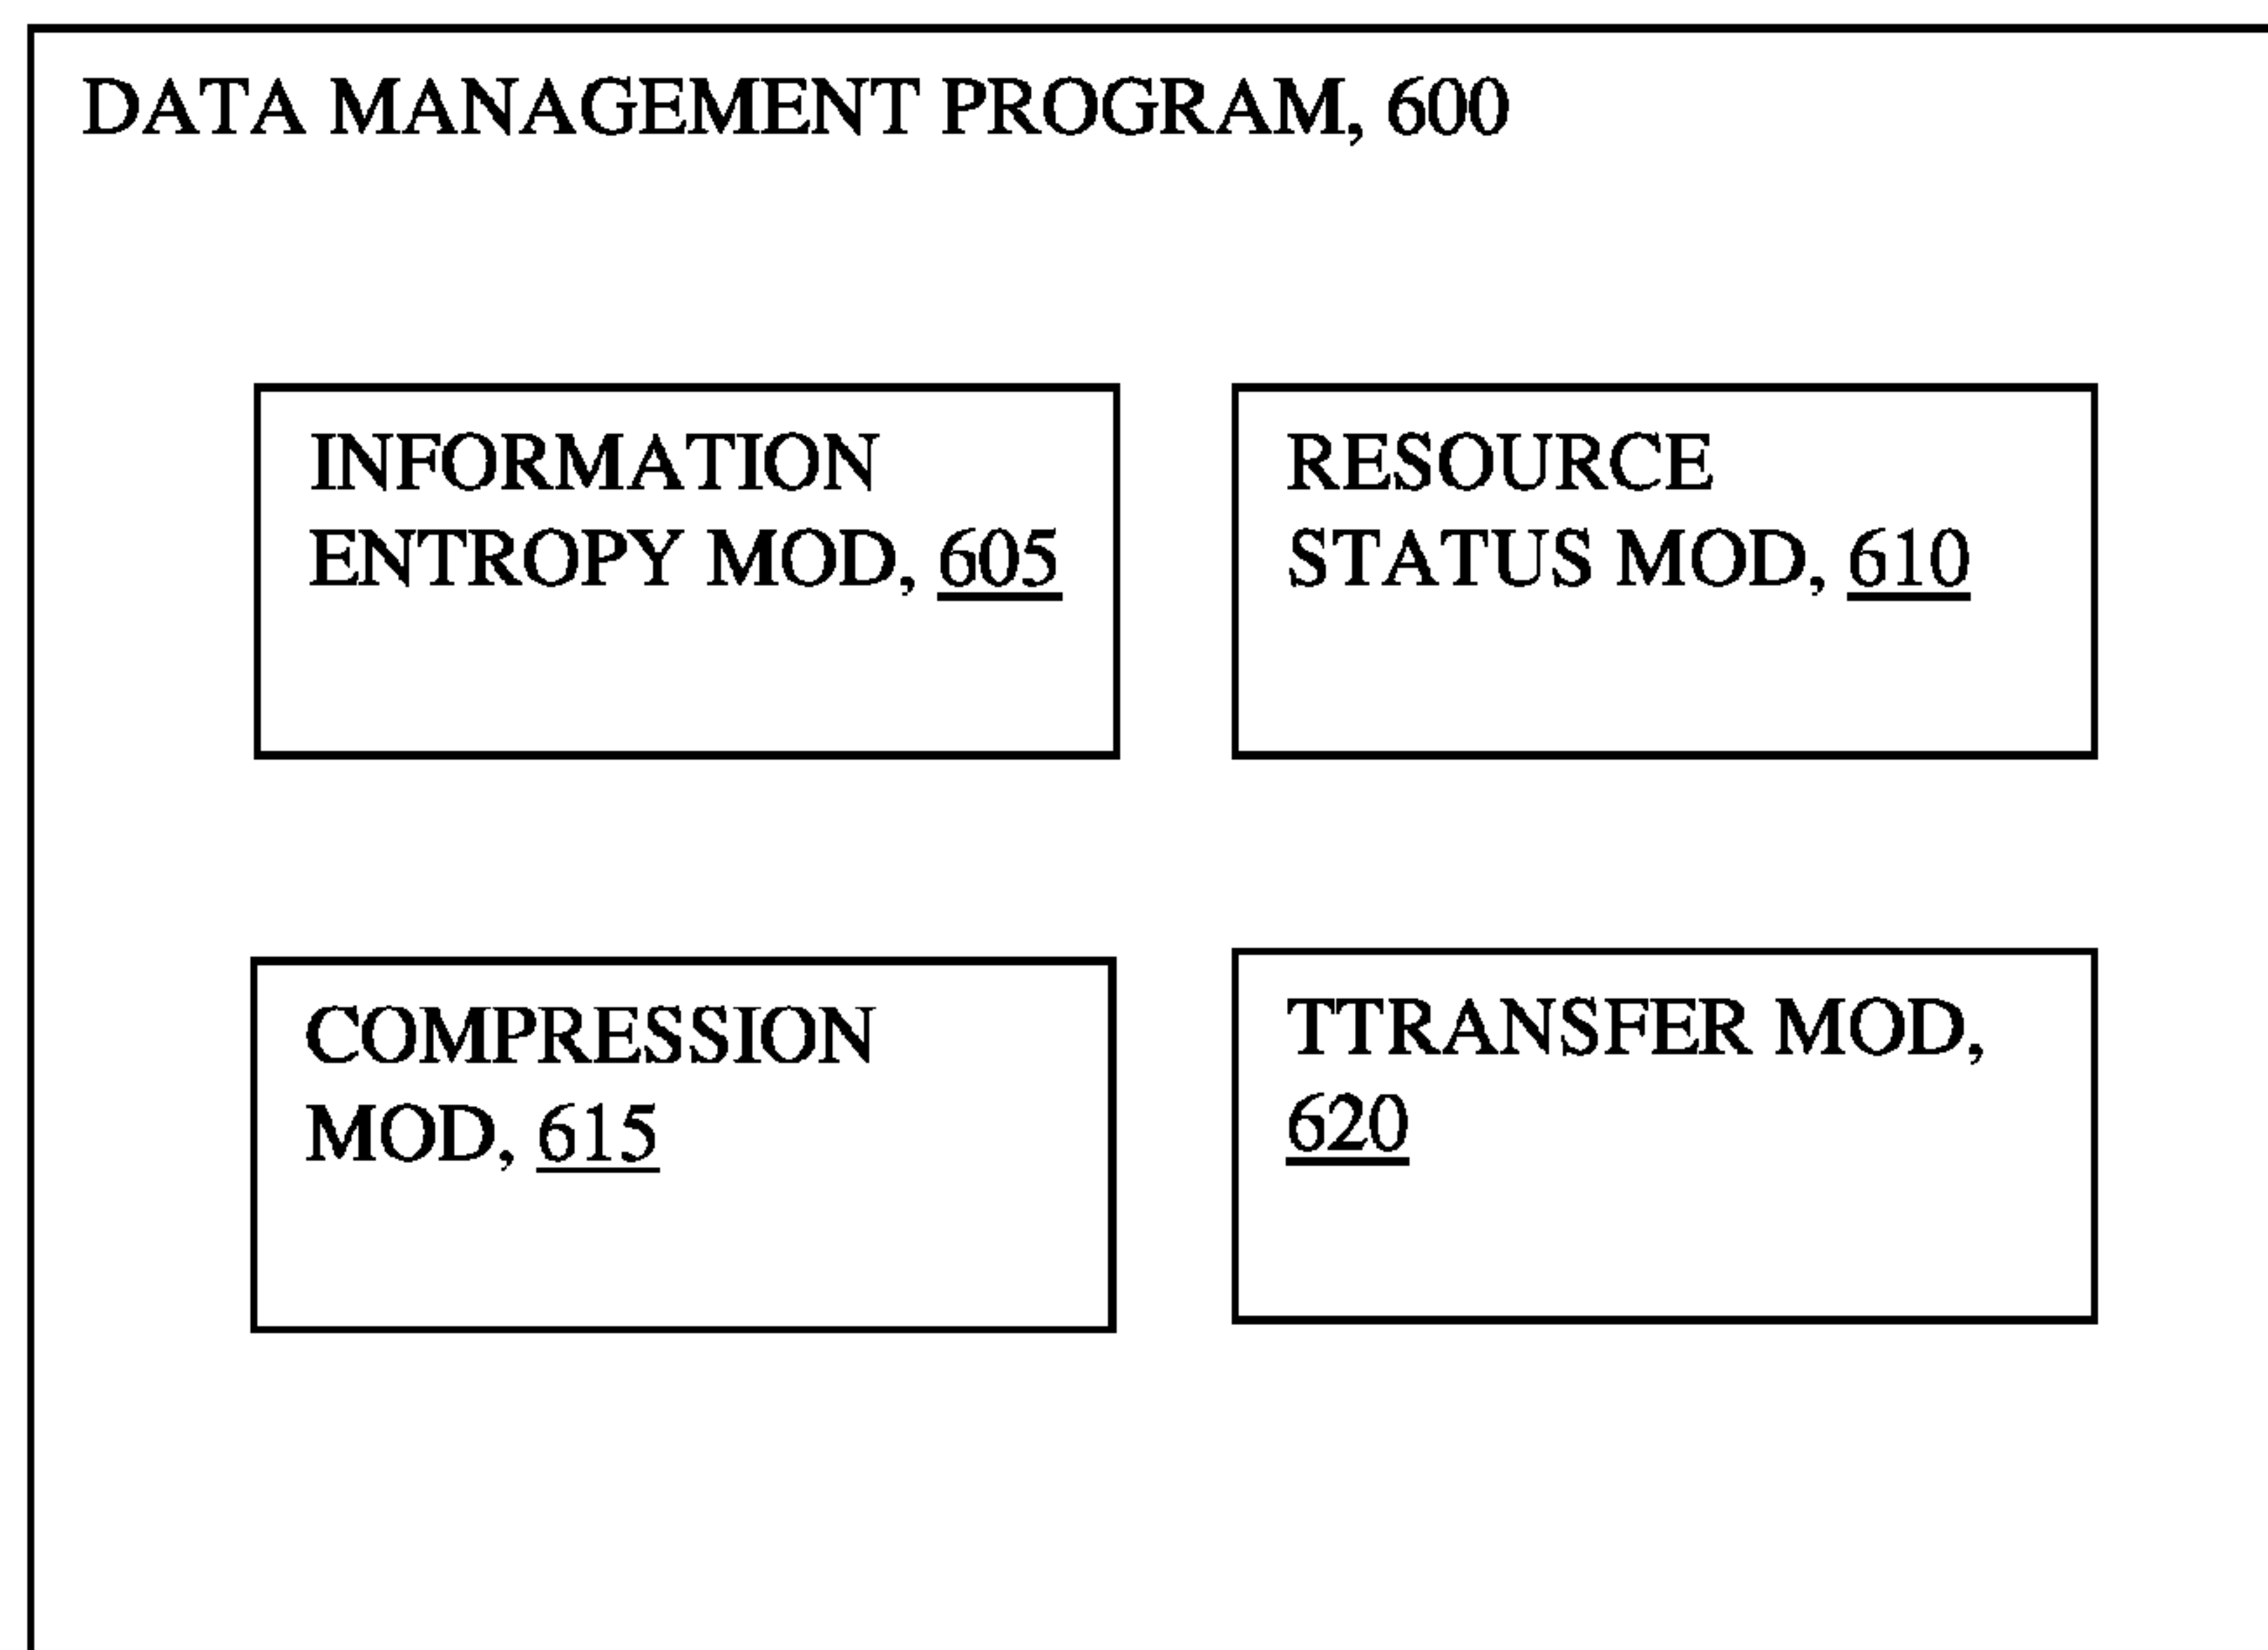 DATA MANAGEMENT PROGRAM, 600
INFORMATION
ENTROPY MOD, 605
RESOURCE
STATUS MOD, 610
COMPRESSION
MOD, 615
TTRANSFER MOD,
620